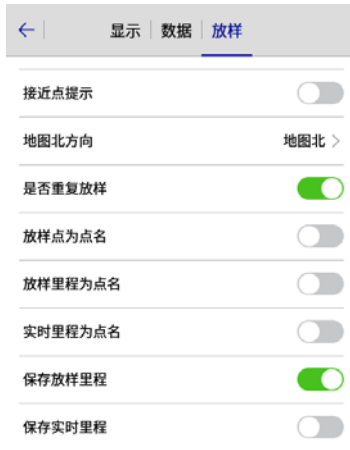 显示 数据 放样
接近点提示
地图北方向 地图北
是否重复放样
放样点为点名
放样里程为点名
实时里程为点名
保存放样里程
保存实时里程